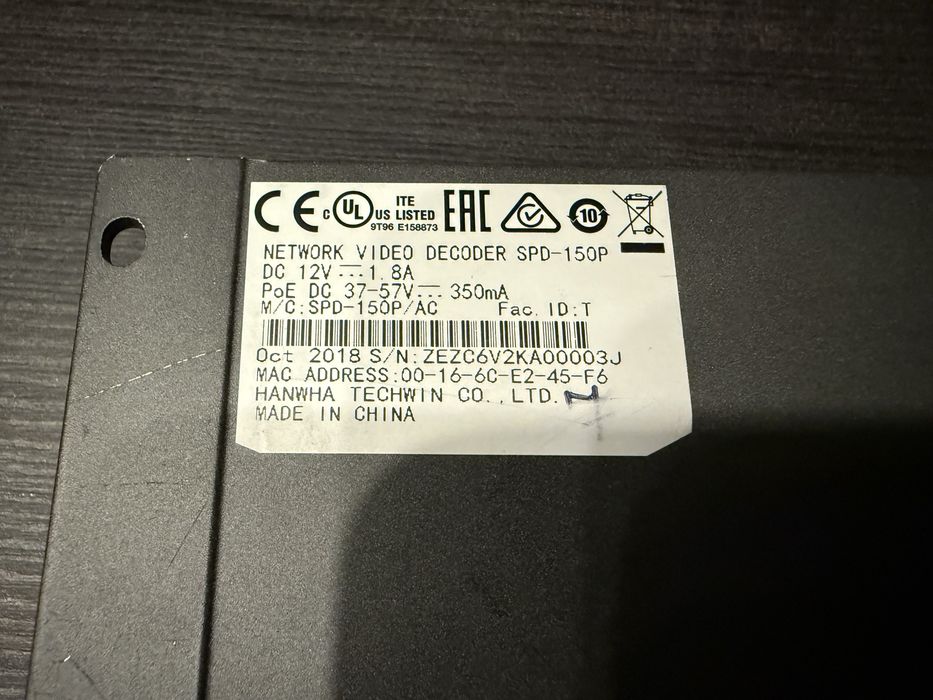 CE c UL US ITE LISTED 9T96 E158873 EAC 10
NETWORK VIDEO DECODER SPD-150P
DC 12V⎓1.8A
PoE DC 37-57V⎓ 350mA
M/C:SPD-150P/AC Fac. ID:T
Oct 2018 S/N:ZEZC6V2KA00003J
MAC ADDRESS:00-16-6C-E2-45-F6
HANWHA TECHWIN CO.,LTD.
MADE IN CHINA